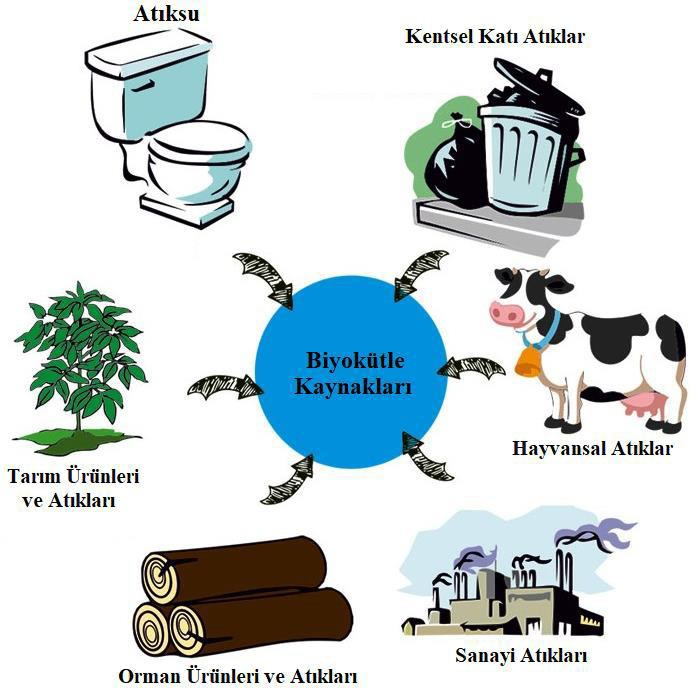 Atıksu
Kentsel Katı Atıklar
Biyokütle
Kaynakları
Hayvansal Atıklar
Tarım Ürünleri
ve Atıkları
Sanayi Atıkları
Orman Ürünleri ve Atıkları